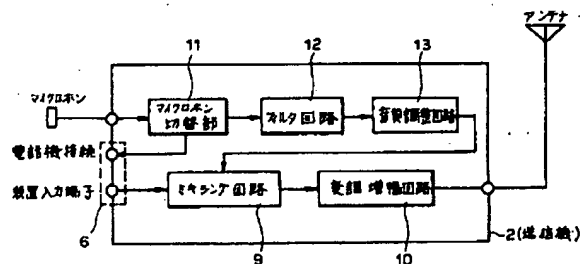 アンテナ
11
12
13
マイクロホン
マイクロホン
切替部
フィルタ回路
音質調整回路
電話機接続
装置入力端子
ミキシング回路
変調増幅回路
6
9
10
2(送信機)